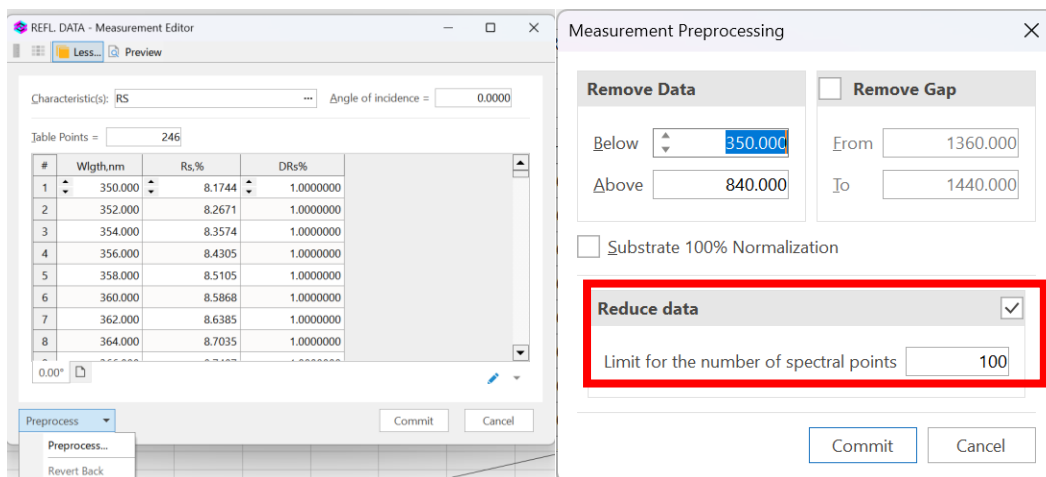 REFL. DATA - Measurement Editor
Less... Preview
Characteristic(s): RS ... Angle of incidence = 0.0000
Table Points = 246
# Wlgth,nm Rs,% DRs%
1 350.000 8.1744 1.0000000
2 352.000 8.2671 1.0000000
3 354.000 8.3574 1.0000000
4 356.000 8.4305 1.0000000
5 358.000 8.5105 1.0000000
6 360.000 8.5868 1.0000000
7 362.000 8.6385 1.0000000
8 364.000 8.7035 1.0000000
0.00°
Preprocess Commit Cancel
Preprocess...
Revert Back
Measurement Preprocessing
Remove Data
Below 350.000
Above 840.000
Remove Gap
From 1360.000
To 1440.000
Substrate 100% Normalization
Reduce data
Limit for the number of spectral points 100
Commit Cancel